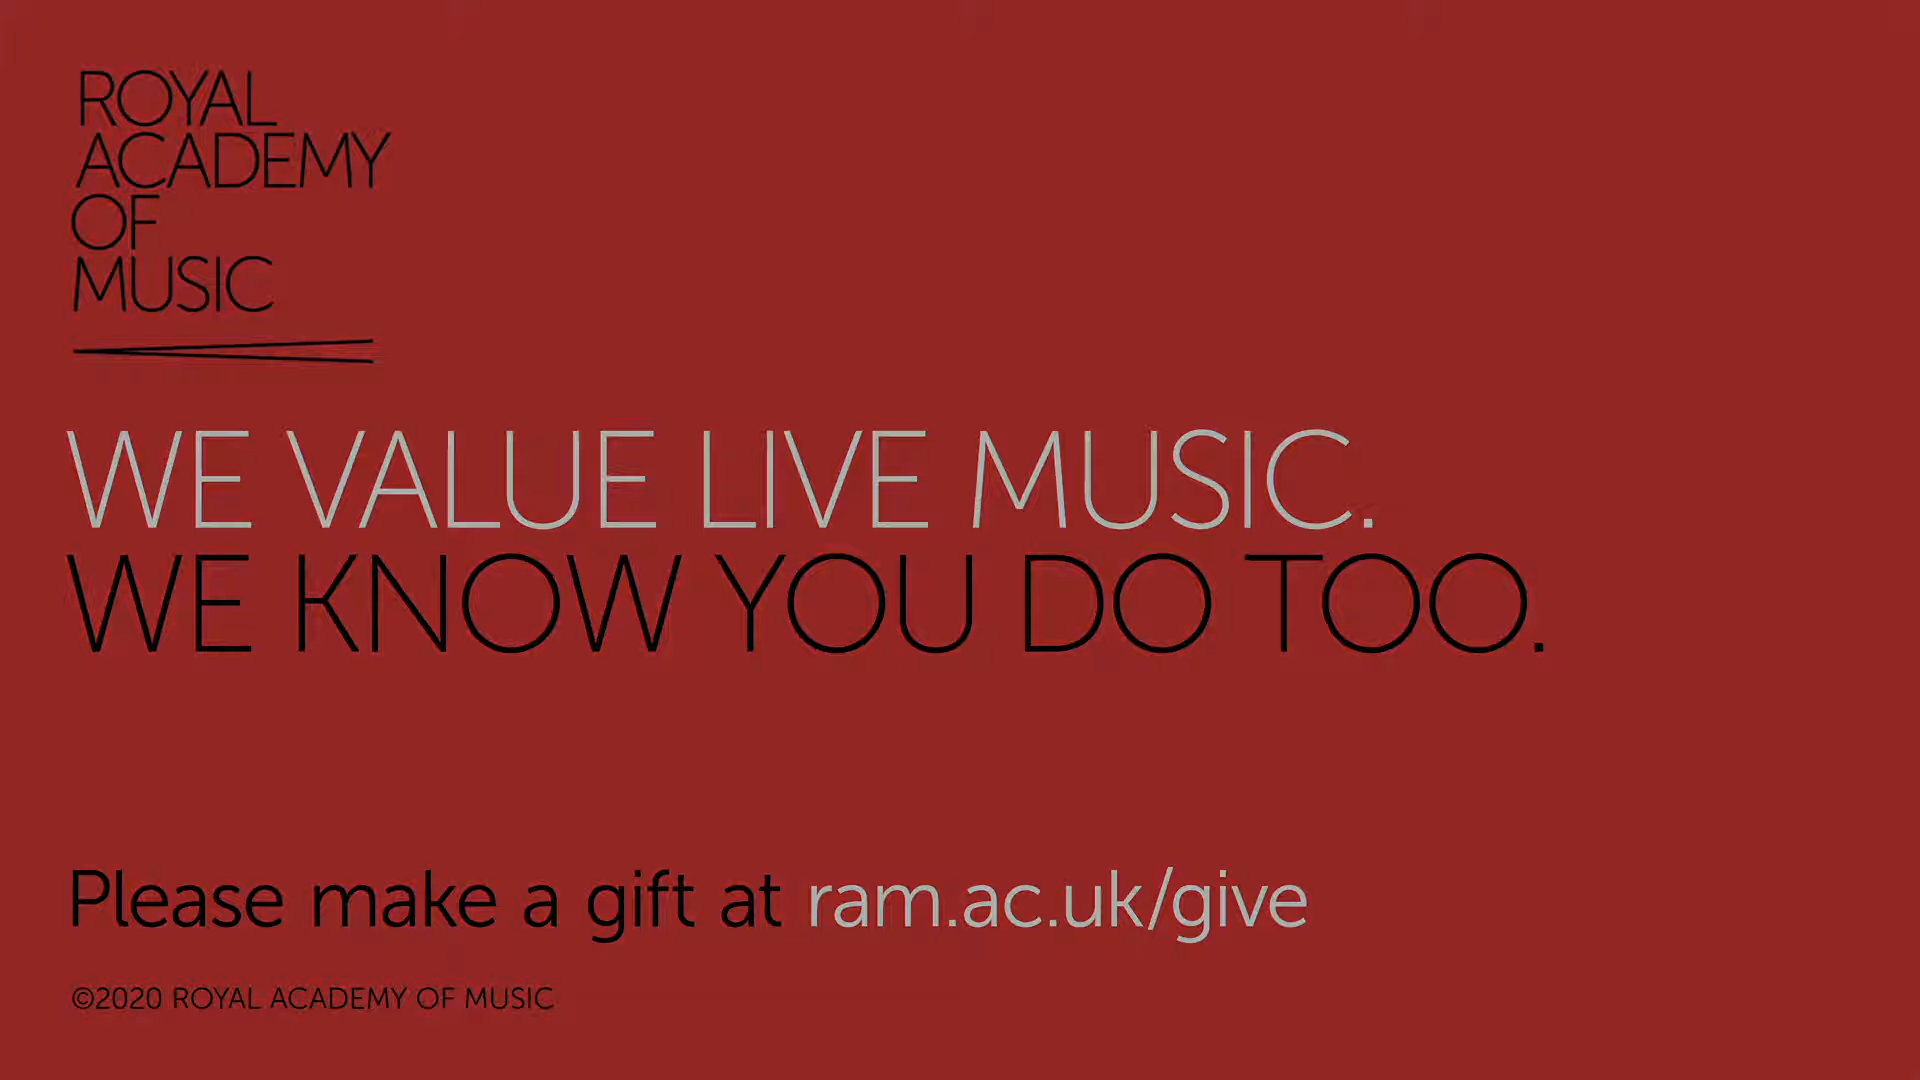 ROYAL
ACADEMY
OF
MUSIC
WE VALUE LIVE MUSIC.
WE KNOW YOU DO TOO.
Please make a gift at ram.ac.uk/give
©2020 ROYAL ACADEMY OF MUSIC